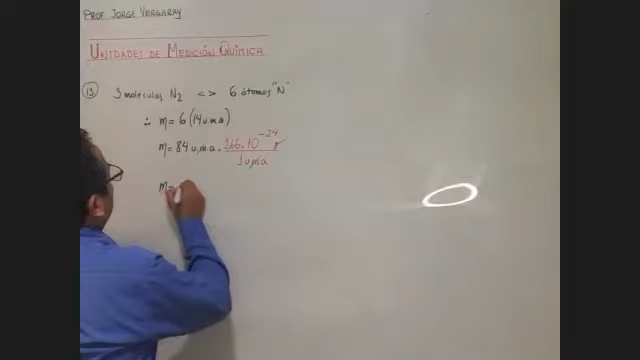 PROF. JORGE VERGARAY
UNIDADES DE MEDICIÓN QUÍMICA
13 3 moléculas N₂ <> 6 átomos "N"
∴ m = 6 (14 u.m.a)
m = 84 u.m.a. 1,66.10⁻²⁴ g
1 u.m.a
m =